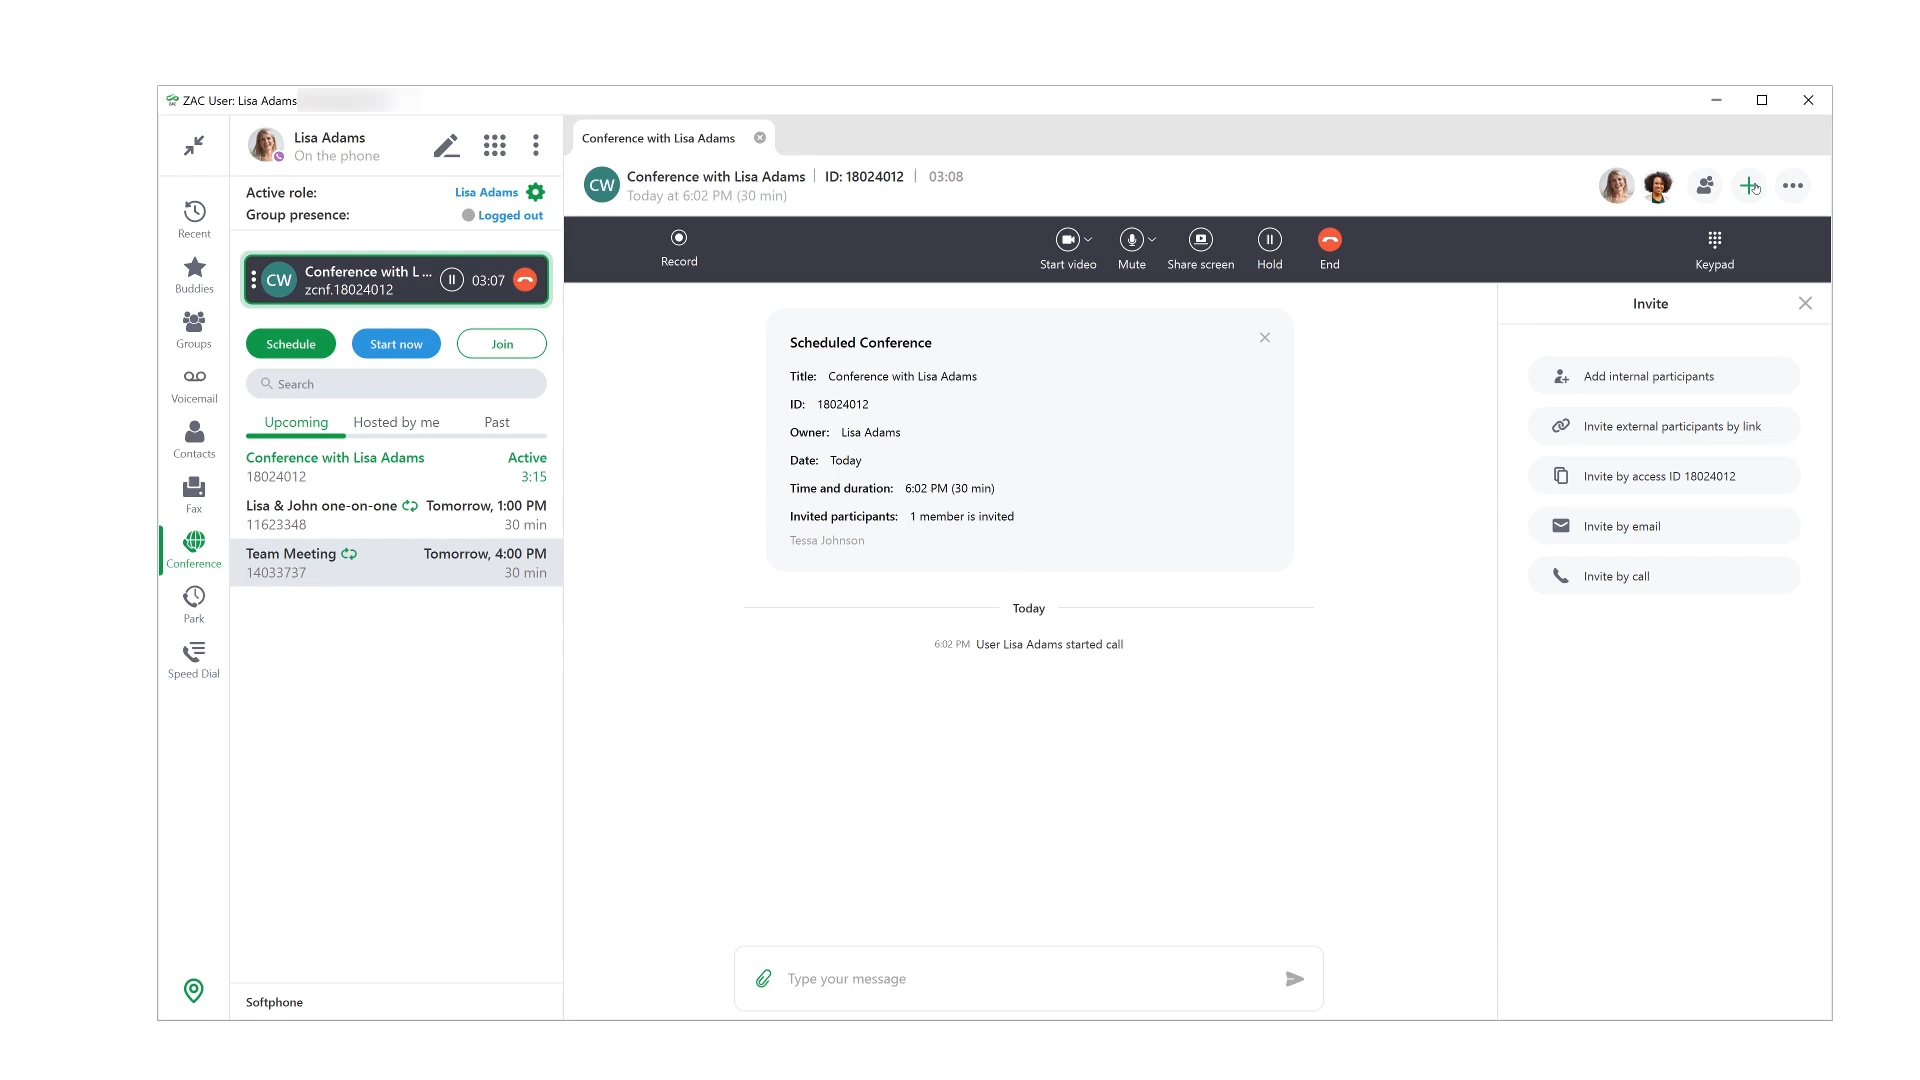 ZAC User: Lisa Adams
Lisa Adams
On the phone
Active role:
Lisa Adams
Group presence:
Logged out
Recent
Buddies
Groups
Voicemail
Contacts
Fax
Conference
Park
Speed Dial
CW
Conference with L ...
zcnf.18024012
03:07
Schedule
Start now
Join
Search
Upcoming
Hosted by me
Past
Conference with Lisa Adams
Active
18024012
3:15
Lisa & John one-on-one
Tomorrow, 1:00 PM
11623348
30 min
Team Meeting
Tomorrow, 4:00 PM
14033737
30 min
Softphone
Conference with Lisa Adams
CW
Conference with Lisa Adams | ID: 18024012 | 03:08
Today at 6:02 PM (30 min)
Record
Start video
Mute
Share screen
Hold
End
Keypad
Scheduled Conference
Title: Conference with Lisa Adams
ID: 18024012
Owner: Lisa Adams
Date: Today
Time and duration: 6:02 PM (30 min)
Invited participants: 1 member is invited
Tessa Johnson
Today
6:02 PM User Lisa Adams started call
Type your message
Invite
Add internal participants
Invite external participants by link
Invite by access ID 18024012
Invite by email
Invite by call